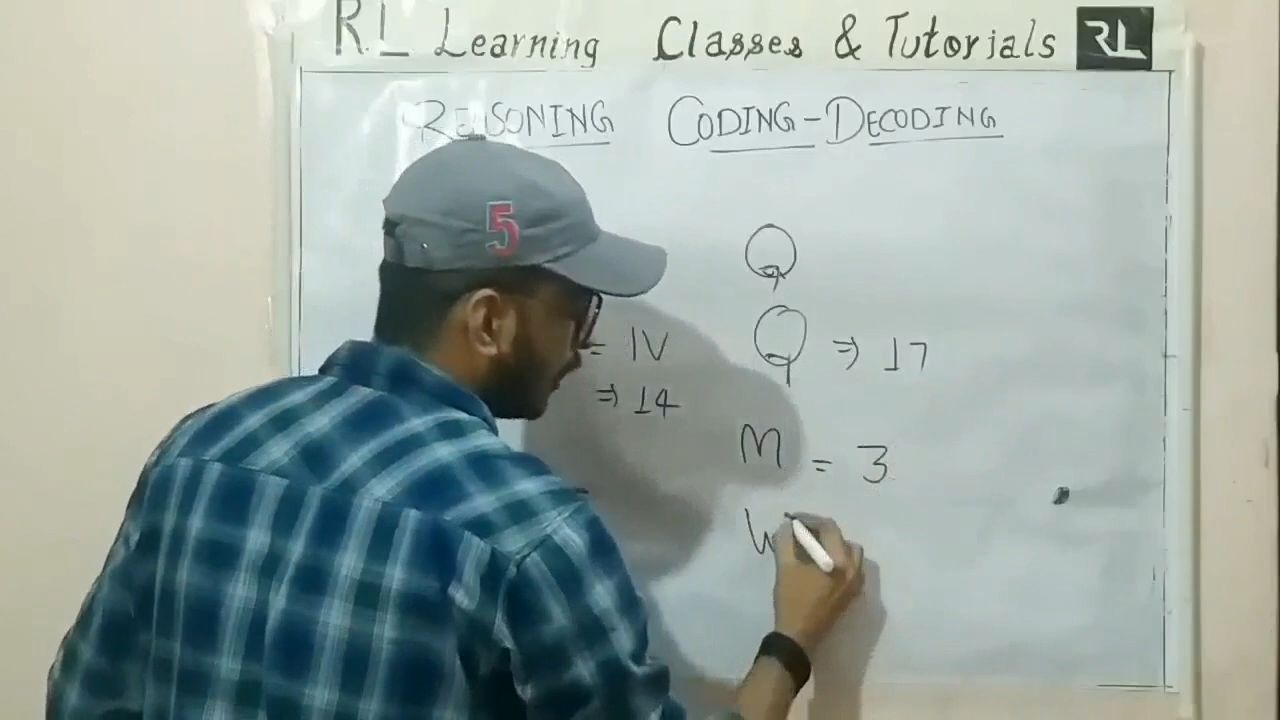 RL Learning Classes & Tutorials RL
REASONING CODING-DECODING
5
Q
= IV
Q ⇒ 17
⇒ 14
M = 3